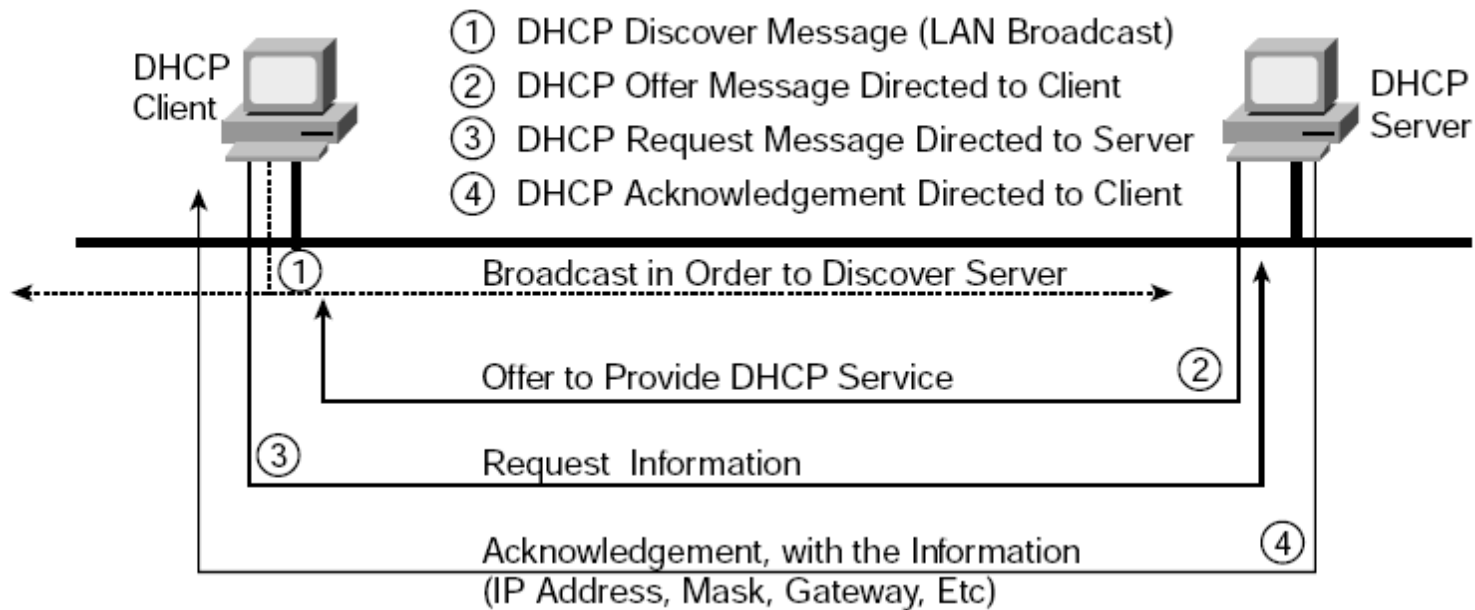 DHCP
Client
① DHCP Discover Message (LAN Broadcast)
② DHCP Offer Message Directed to Client
③ DHCP Request Message Directed to Server
④ DHCP Acknowledgement Directed to Client
DHCP
Server
① Broadcast in Order to Discover Server
Offer to Provide DHCP Service ②
③ Request Information
Acknowledgement, with the Information ④
(IP Address, Mask, Gateway, Etc)